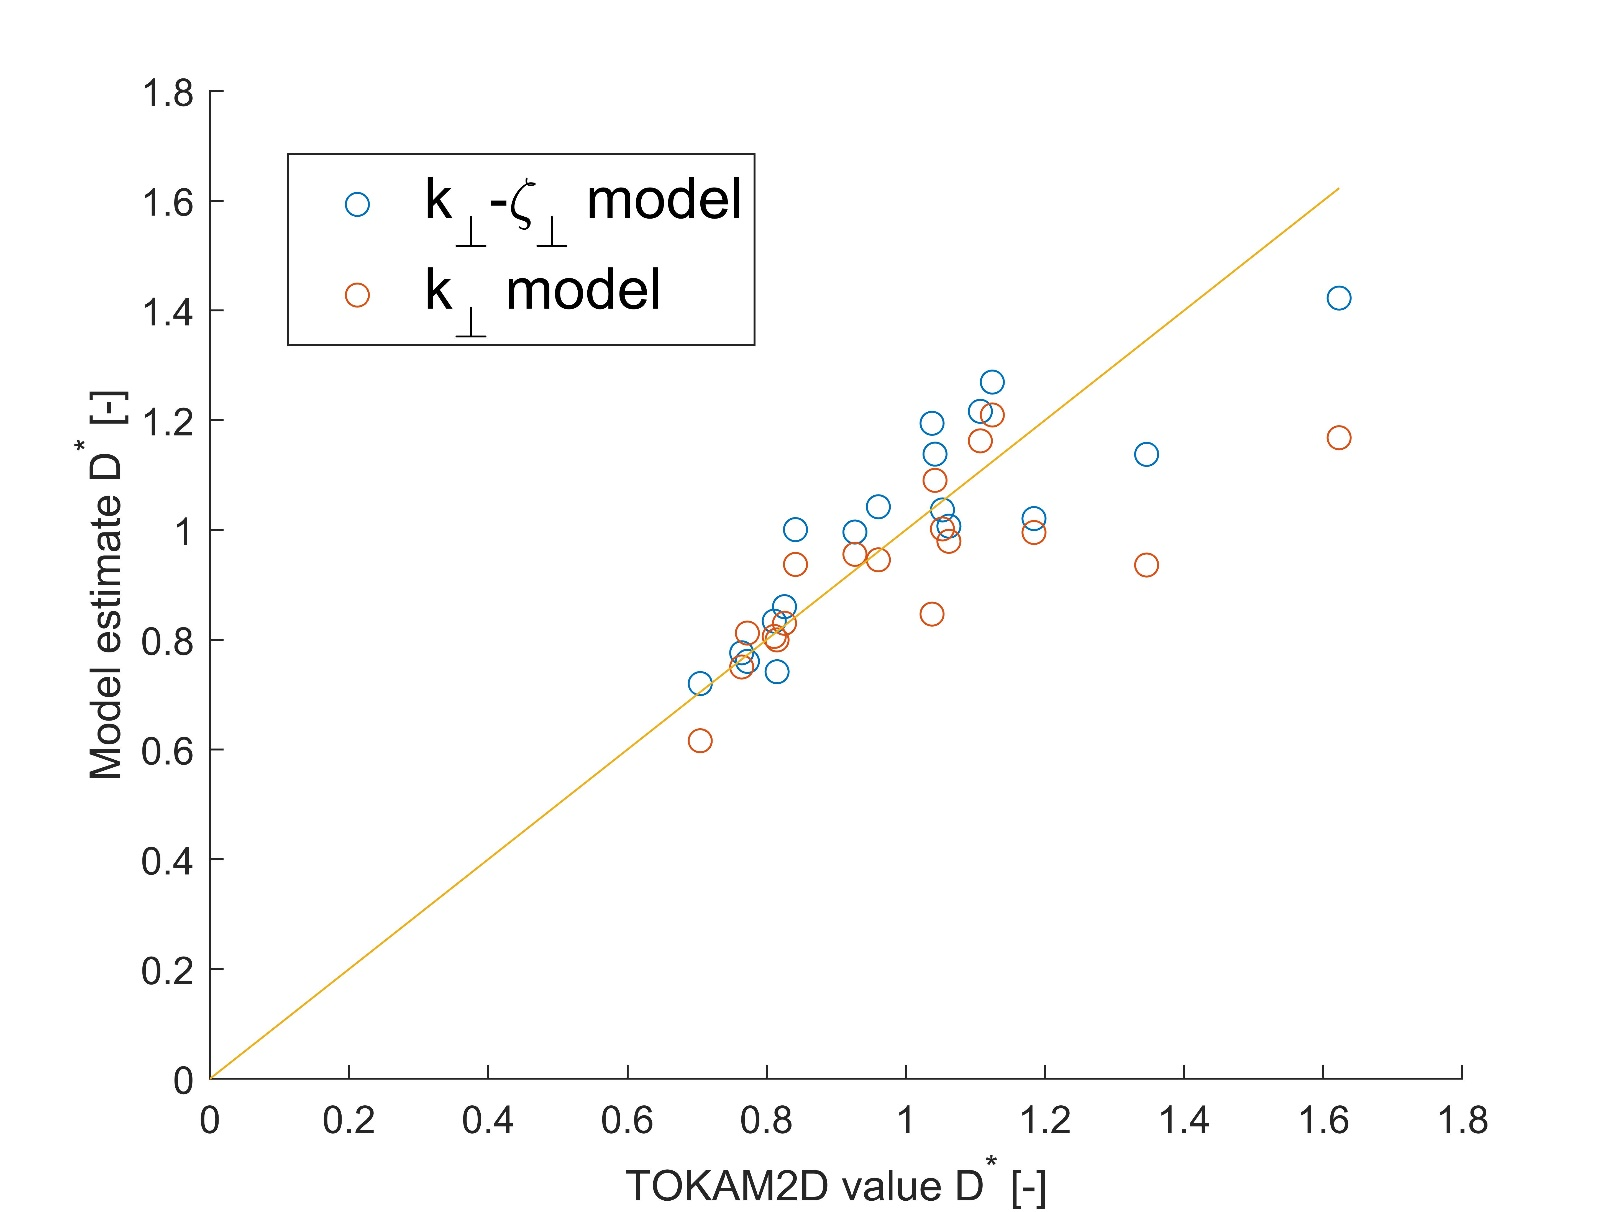 1.8
1.6
1.4
1.2
1
0.8
0.6
0.4
0.2
0
k⊥-ζ⊥ model
k⊥ model
Model estimate D* [-]
0 0.2 0.4 0.6 0.8 1 1.2 1.4 1.6 1.8
TOKAM2D value D* [-]